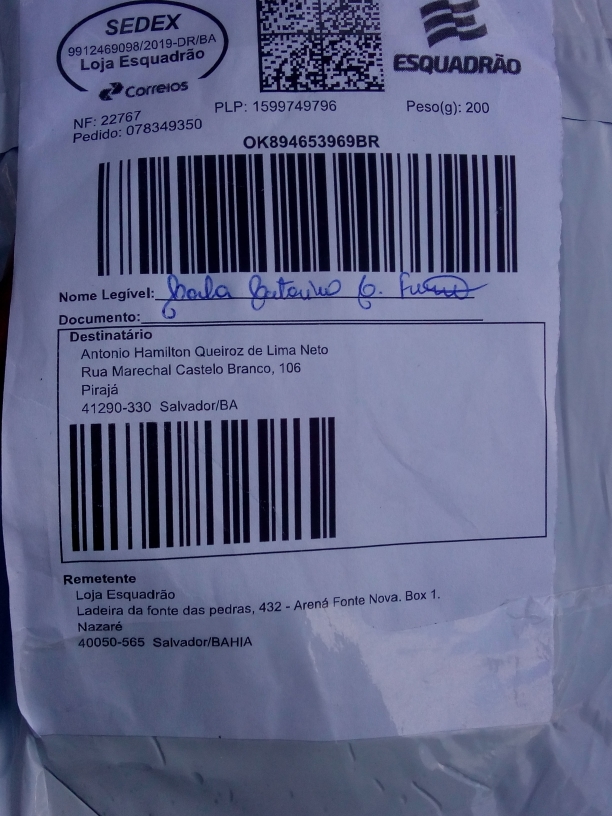 SEDEX
9912469098/2019-DR/BA
Loja Esquadrão
Correios
ESQUADRÃO
NF: 22767
PLP: 1599749796
Peso(g): 200
Pedido: 078349350
OK894653969BR
Nome Legível:
Documento:
Destinatário
Antonio Hamilton Queiroz de Lima Neto
Rua Marechal Castelo Branco, 106
Pirajá
41290-330 Salvador/BA
Remetente
Loja Esquadrão
Ladeira da fonte das pedras, 432 - Arena Fonte Nova. Box 1.
Nazaré
40050-565 Salvador/BAHIA